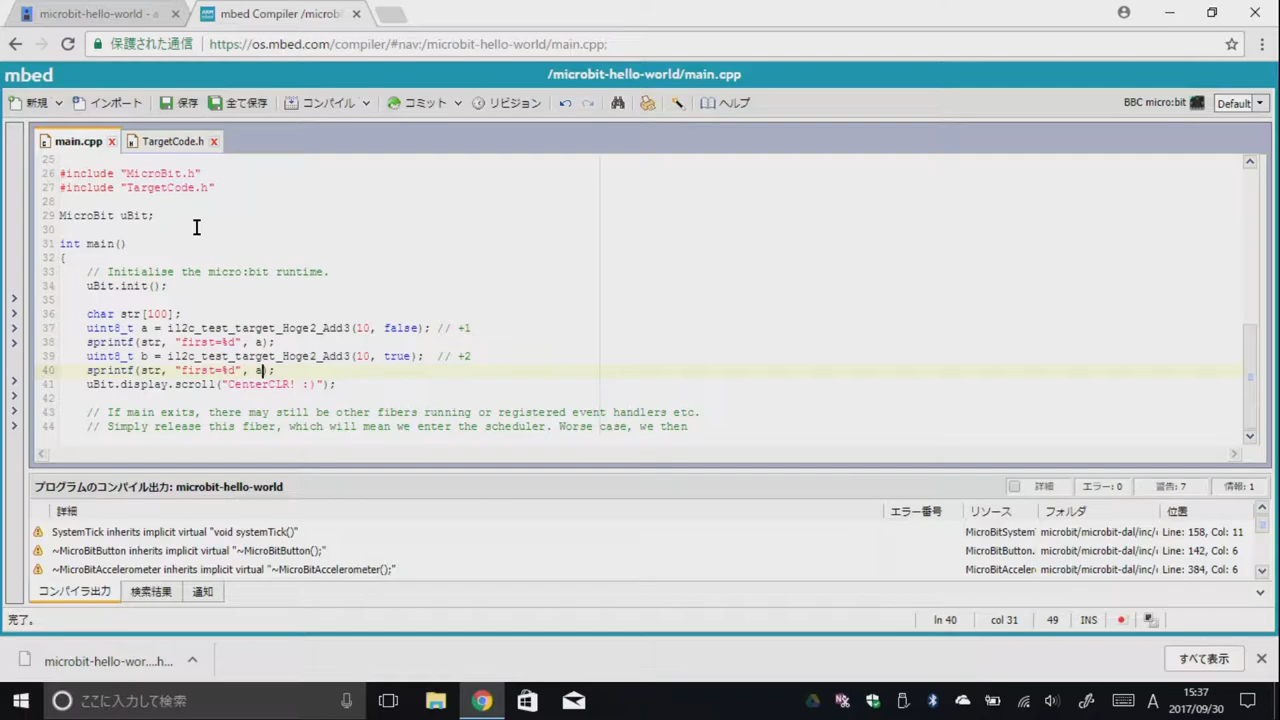 microbit-hello-world - a
mbed Compiler /microbi
保護された通信 https://os.mbed.com/compiler/#nav:/microbit-hello-world/main.cpp;
mbed /microbit-hello-world/main.cpp
新規 インポート 保存 全て保存 コンパイル コミット リビジョン ヘルプ BBC micro:bit Default
main.cpp x TargetCode.h x
25
26 #include "MicroBit.h"
27 #include "TargetCode.h"
28
29 MicroBit uBit;
30
31 int main()
32 {
33 // Initialise the micro:bit runtime.
34 uBit.init();
35
36 char str[100];
37 uint8_t a = il2c_test_target_Hoge2_Add3(10, false); // +1
38 sprintf(str, "first=%d", a);
39 uint8_t b = il2c_test_target_Hoge2_Add3(10, true); // +2
40 sprintf(str, "first=%d", a);
41 uBit.display.scroll("CenterCLR! :)");
42
43 // If main exits, there may still be other fibers running or registered event handlers etc.
44 // Simply release this fiber, which will mean we enter the scheduler. Worse case, we then
プログラムのコンパイル出力: microbit-hello-world 詳細 エラー: 0 警告: 7 情報: 1
詳細 エラー番号 リソース フォルダ 位置
SystemTick inherits implicit virtual "void systemTick()" MicroBitSystem microbit/microbit-dal/inc/ Line: 158, Col: 11
~MicroBitButton inherits implicit virtual "~MicroBitButton();" MicroBitButton. microbit/microbit-dal/inc/ Line: 142, Col: 6
~MicroBitAccelerometer inherits implicit virtual "~MicroBitAccelerometer();" MicroBitAcceler microbit/microbit-dal/inc/ Line: 384, Col: 6
コンパイラ出力 検索結果 通知
完了。 ln 40 col 31 49 INS
microbit-hello-wor....h... すべて表示
ここに入力して検索 A 15:37
2017/09/30